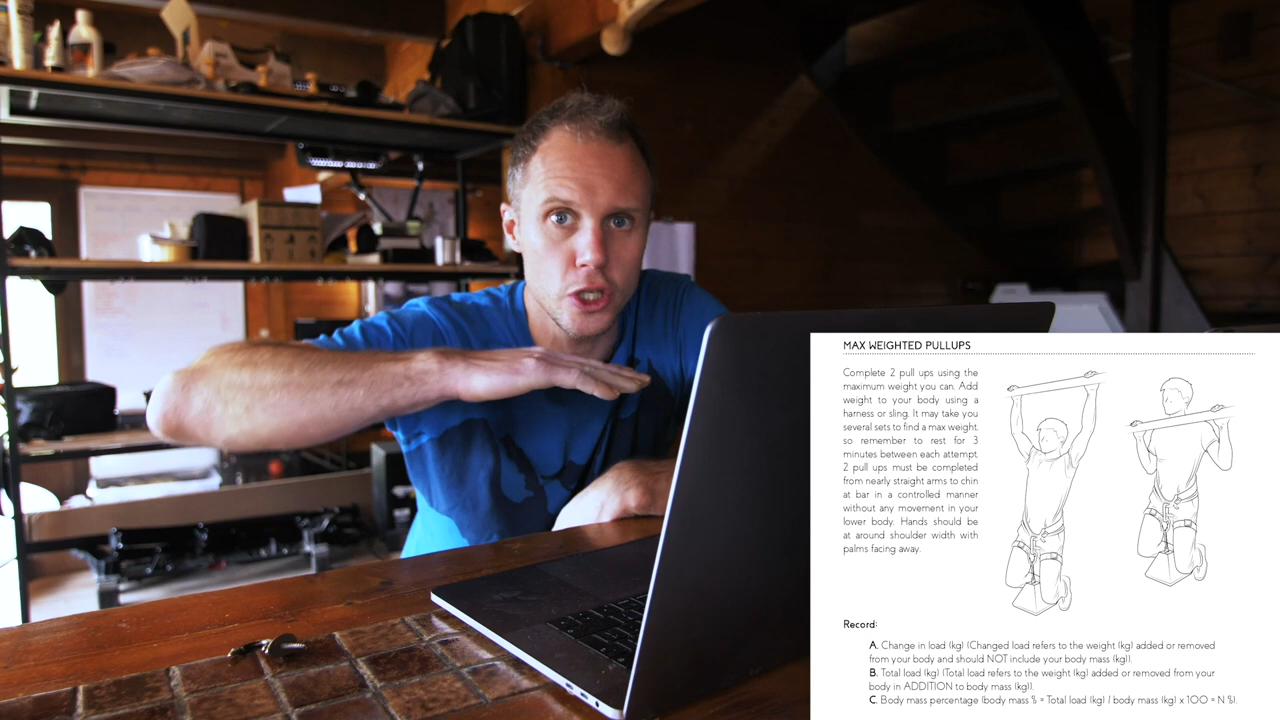 MAX WEIGHTED PULLUPS
Complete 2 pull ups using the
maximum weight you can. Add
weight to your body using a
harness or sling. It may take you
several sets to find a max weight,
so remember to rest for 3
minutes between each attempt.
2 pull ups must be completed
from nearly straight arms to chin
at bar in a controlled manner
without any movement in your
lower body. Hands should be
at around shoulder width with
palms facing away.
Record:
A. Change in load (kg) (Changed load refers to the weight (kg) added or removed
from your body and should NOT include your body mass (kg)).
B. Total load (kg) (Total load refers to the weight (kg) added or removed from your
body in ADDITION to body mass (kg)).
C. Body mass percentage (body mass % = Total load (kg) / body mass (kg) x 100 = N %).